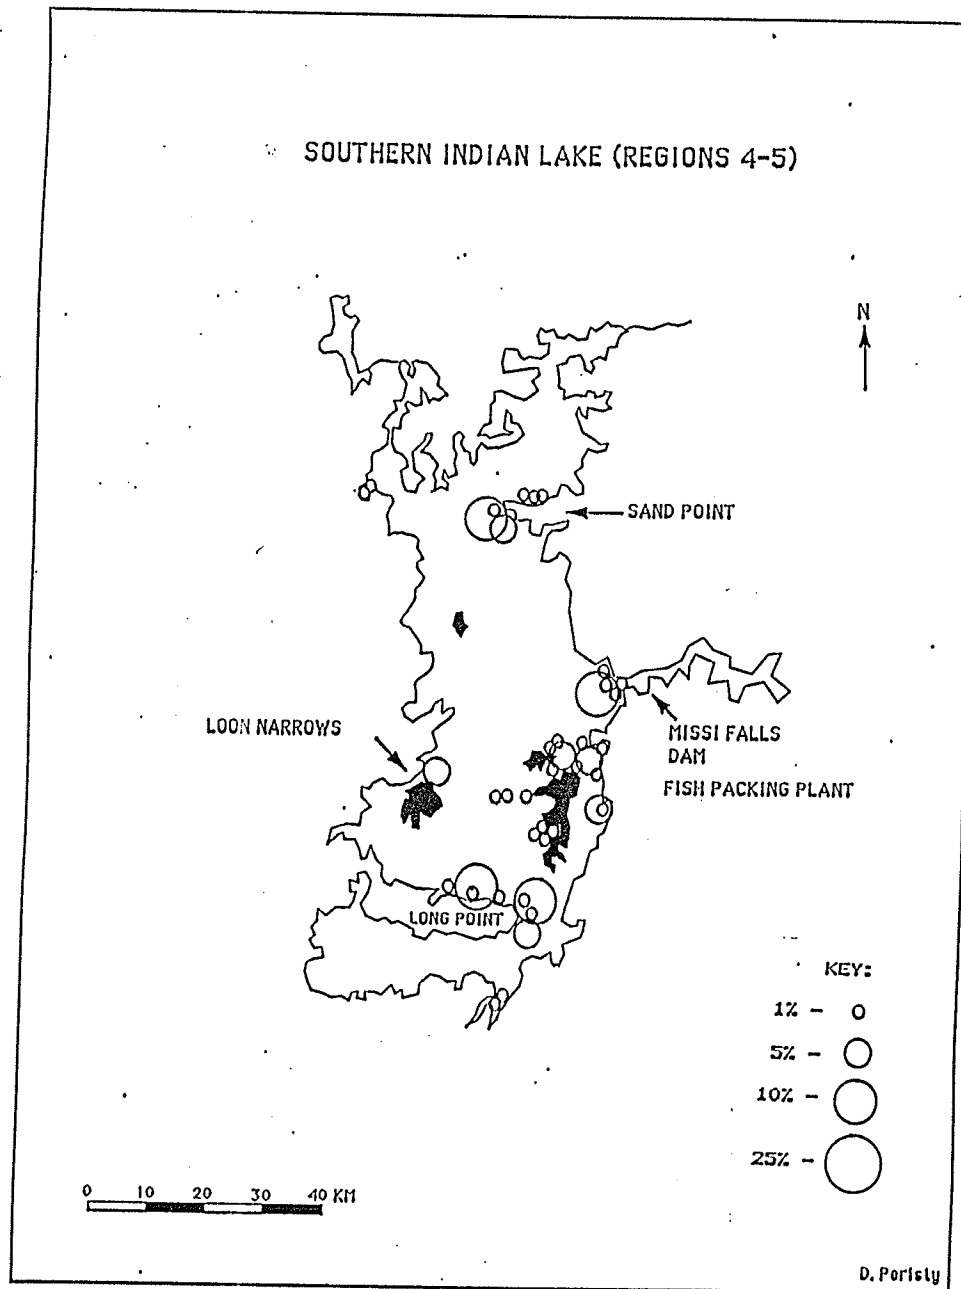 SOUTHERN INDIAN LAKE (REGIONS 4-5)
N
SAND POINT
LOON NARROWS
MISSI FALLS
DAM
FISH PACKING PLANT
LONG POINT
KEY:
1% -
5% -
10% -
25% -
0 10 20 30 40 KM
D. Porisly